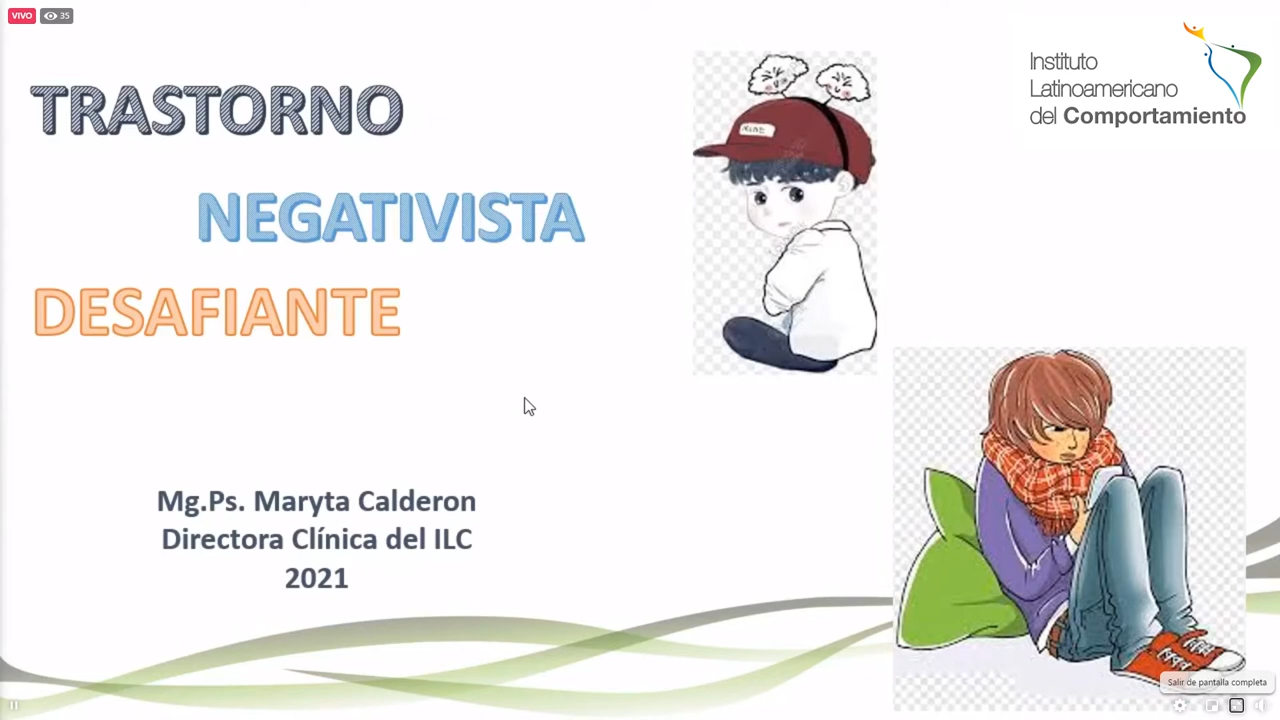 VIVO 35
Instituto
Latinoamericano
del Comportamiento
TRASTORNO
NEGATIVISTA
DESAFIANTE
Mg.Ps. Maryta Calderon
Directora Clínica del ILC
2021
Salir de pantalla completa